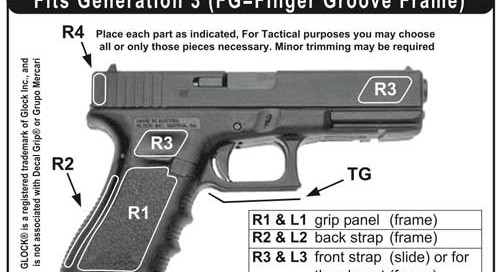 Fits Generation 3 (FG=Finger Groove Frame)
R4
Place each part as indicated, For Tactical purposes you may choose
all or only those pieces necessary. Minor trimming may be required
R3
R3
R2
R1
TG
GLOCK® is a registered trademark of Glock Inc., and
is not associated with Decal Grip® or Grupo Mercari
R1 & L1 grip panel (frame)
R2 & L2 back strap (frame)
R3 & L3 front strap (slide) or for